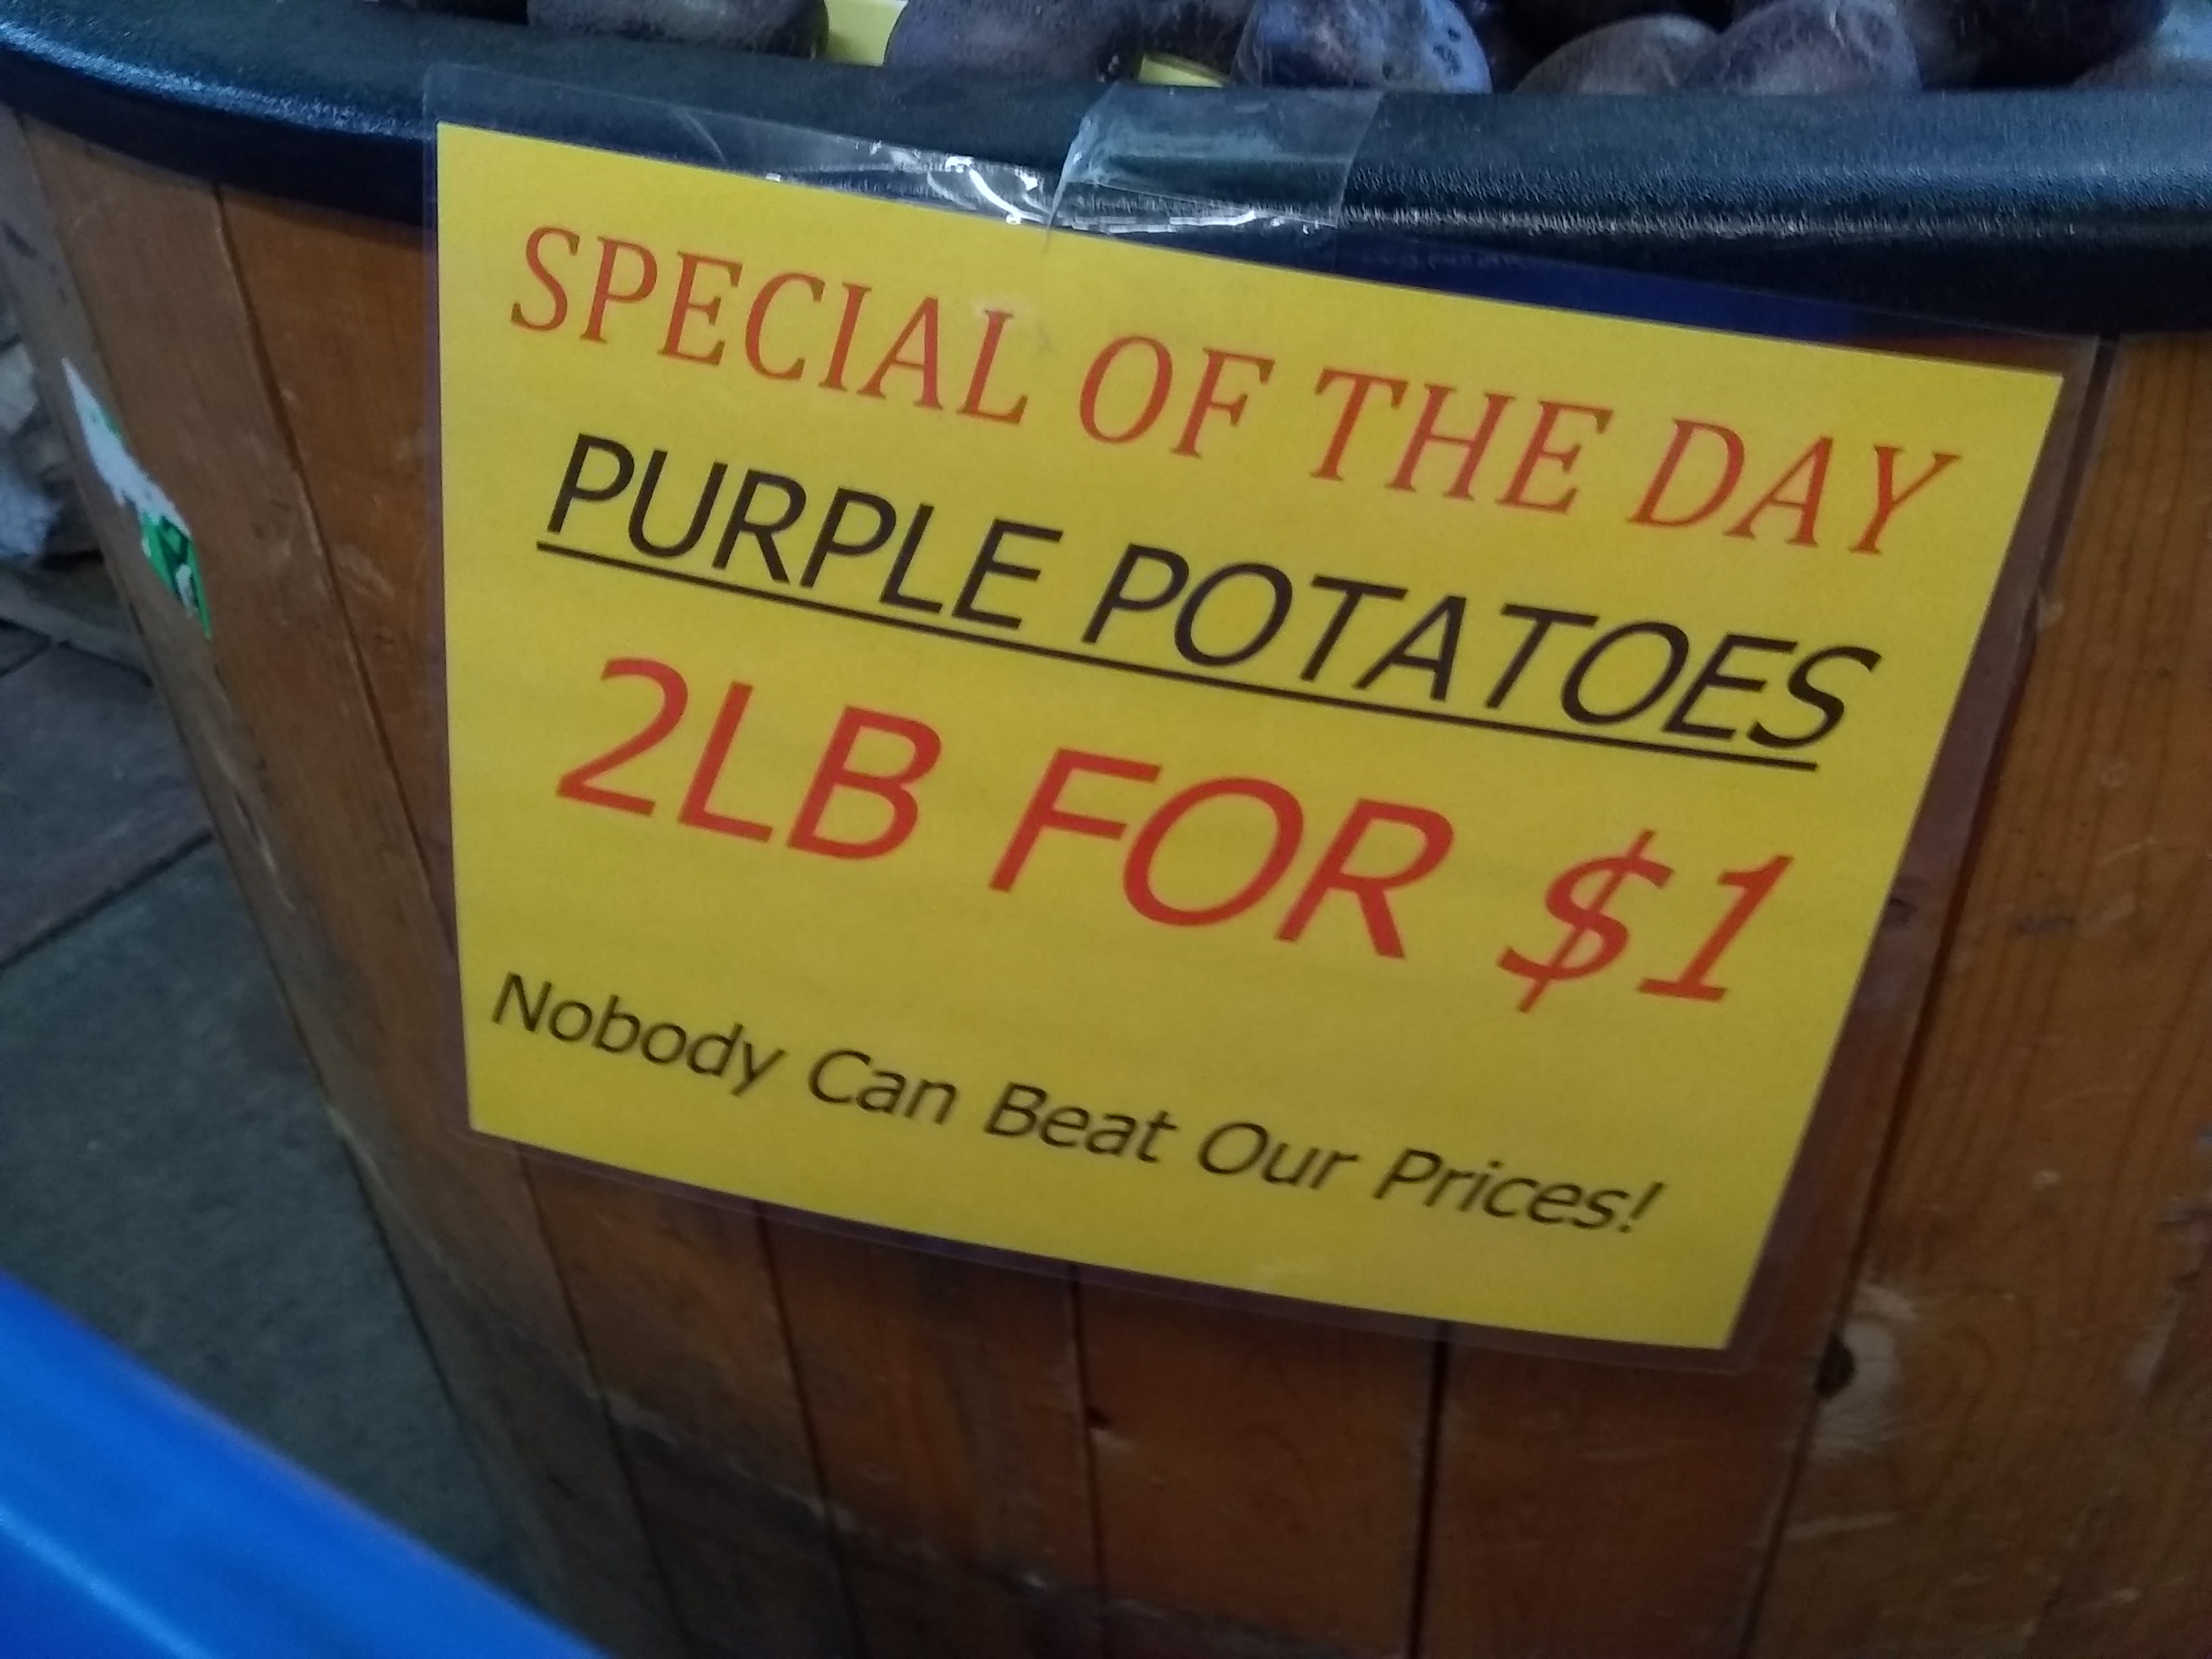 SPECIAL OF THE DAY
PURPLE POTATOES
2LB FOR $1
Nobody Can Beat Our Prices!